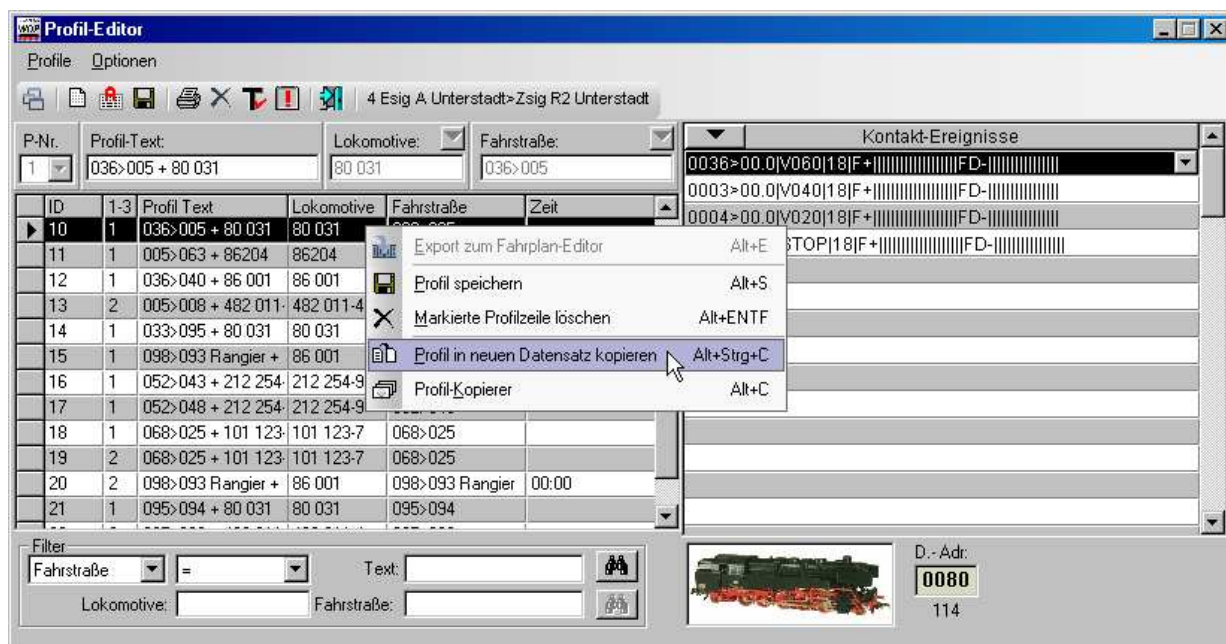 WDP Profil-Editor
Profile Optionen
4 Esig A Unterstadt>Zsig R2 Unterstadt
P-Nr. Profil-Text: Lokomotive: Fahrstraße:
1 036>005 + 80 031 80 031 036>005
Kontakt-Ereignisse
0036>00.0|V060|18|F+||||||||||||||||||FD-|||||||||||||||
0003>00.0|V040|18|F+||||||||||||||||||FD-|||||||||||||||
0004>00.0|V020|18|F+||||||||||||||||||FD-|||||||||||||||
STOP|18|F+||||||||||||||||||FD-|||||||||||||||
ID 1-3 Profil Text Lokomotive Fahrstraße Zeit
10 1 036>005 + 80 031 80 031
11 1 005>063 + 86204 86204
12 1 036>040 + 86 001 86 001
13 2 005>008 + 482 011- 482 011-4
14 1 033>095 + 80 031 80 031
15 1 098>093 Rangier + 86 001
16 1 052>043 + 212 254- 212 254-9
17 1 052>048 + 212 254- 212 254-9
18 1 068>025 + 101 123- 101 123-7 068>025
19 2 068>025 + 101 123- 101 123-7 068>025
20 2 098>093 Rangier + 86 001 098>093 Rangier 00:00
21 1 095>094 + 80 031 80 031 095>094
Export zum Fahrplan-Editor Alt+E
Profil speichern Alt+S
Markierte Profilzeile löschen Alt+ENTF
Profil in neuen Datensatz kopieren Alt+Strg+C
Profil-Kopierer Alt+C
Filter
Fahrstraße = Text:
Lokomotive: Fahrstraße:
D.-Adr:
0080
114